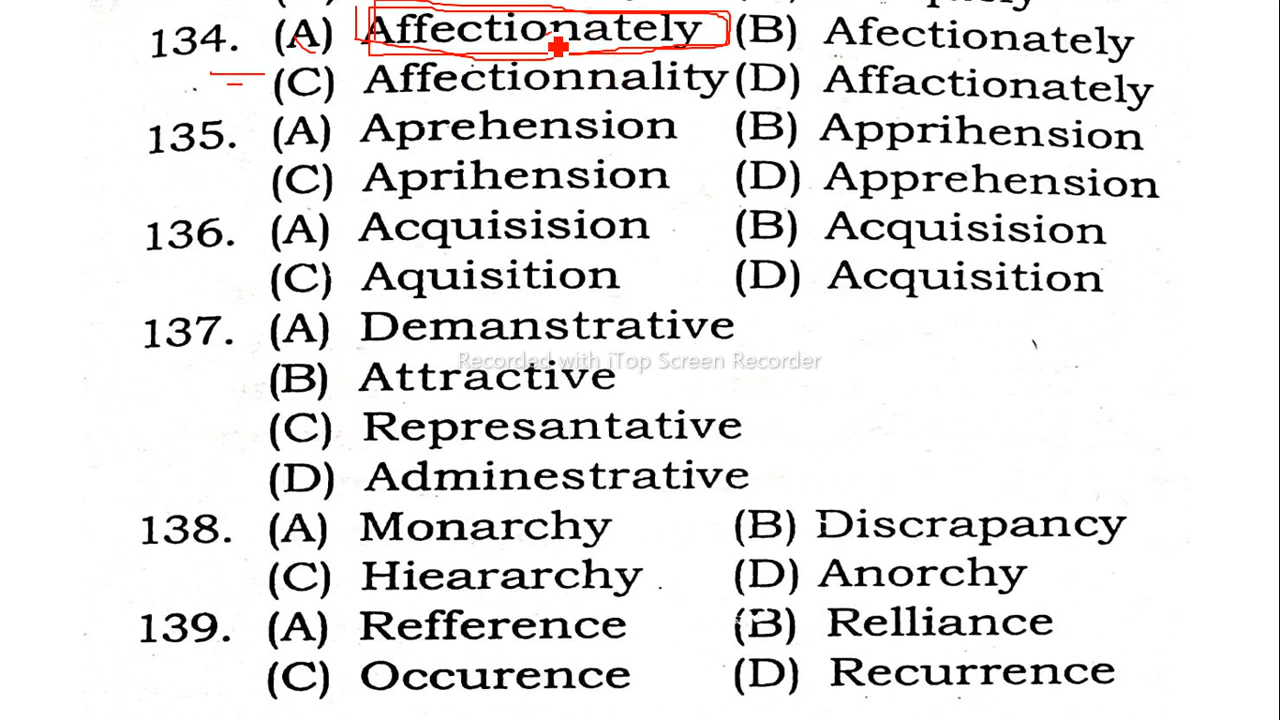 134. (A) Affectionately (B) Afectionately
(C) Affectionnality (D) Affactionately
135. (A) Aprehension (B) Apprihension
(C) Aprihension (D) Apprehension
136. (A) Acquisision (B) Acquisision
(C) Aquisition (D) Acquisition
137. (A) Demanstrative
Recorded with iTop Screen Recorder
(B) Attractive
(C) Represantative
(D) Adminestrative
138. (A) Monarchy (B) Discrapancy
(C) Hieararchy (D) Anorchy
139. (A) Refference (B) Relliance
(C) Occurence (D) Recurrence